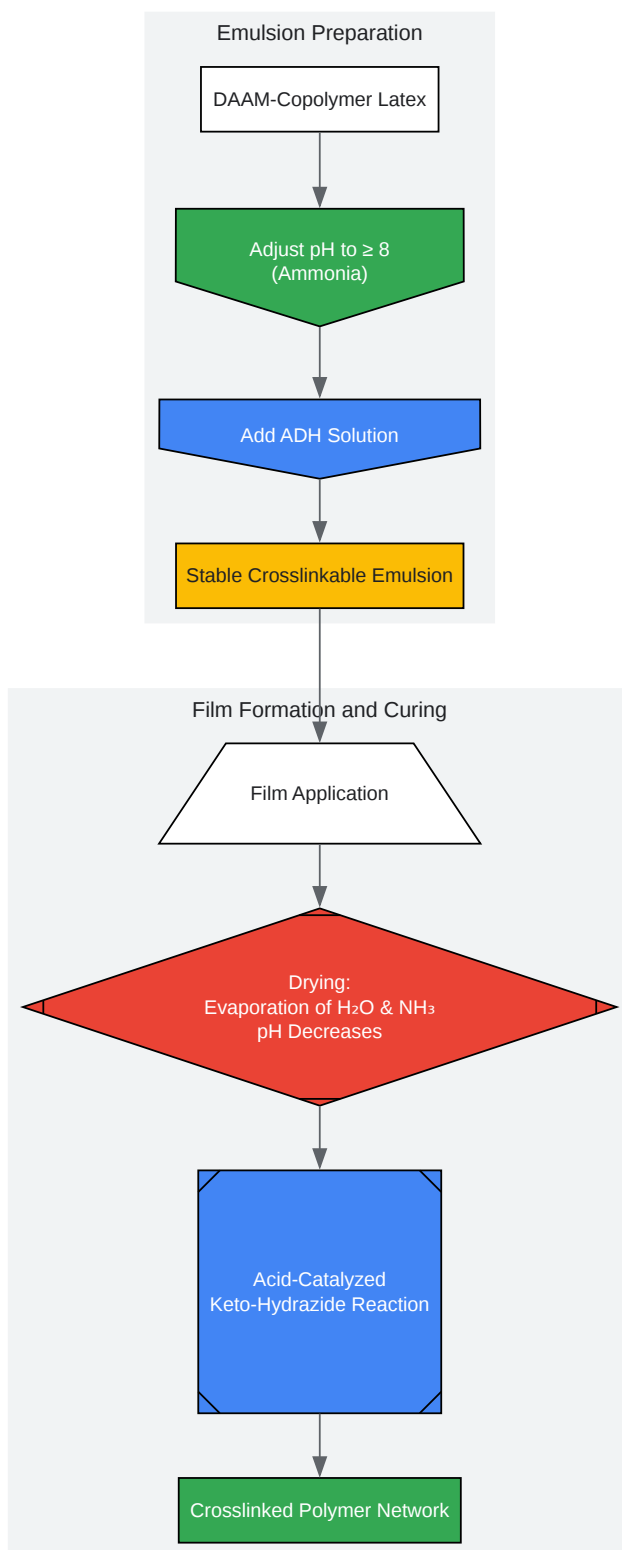 Emulsion Preparation
DAAM-Copolymer Latex
Adjust pH to ≥ 8
(Ammonia)
Add ADH Solution
Stable Crosslinkable Emulsion
Film Formation and Curing
Film Application
Drying:
Evaporation of H₂O & NH₃
pH Decreases
Acid-Catalyzed
Keto-Hydrazide Reaction
Crosslinked Polymer Network